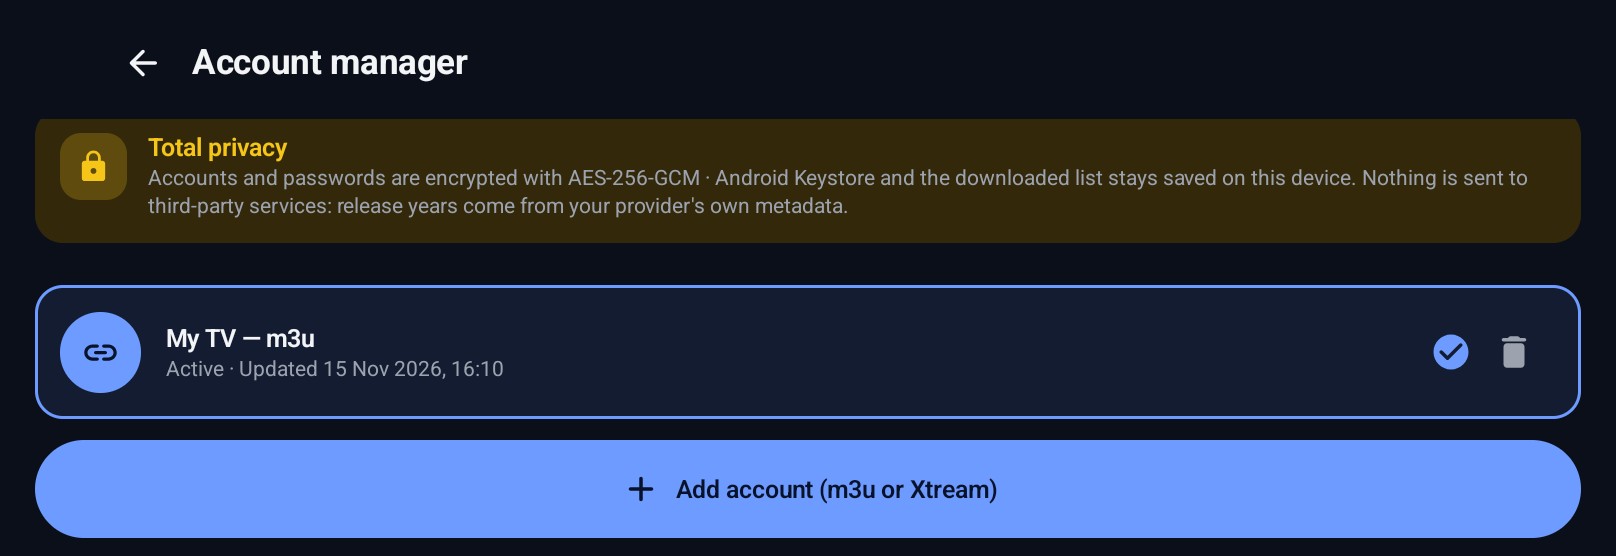 Account manager
Total privacy
Accounts and passwords are encrypted with AES-256-GCM · Android Keystore and the downloaded list stays saved on this device. Nothing is sent to
third-party services: release years come from your provider's own metadata.
My TV — m3u
Active · Updated 15 Nov 2026, 16:10
Add account (m3u or Xtream)